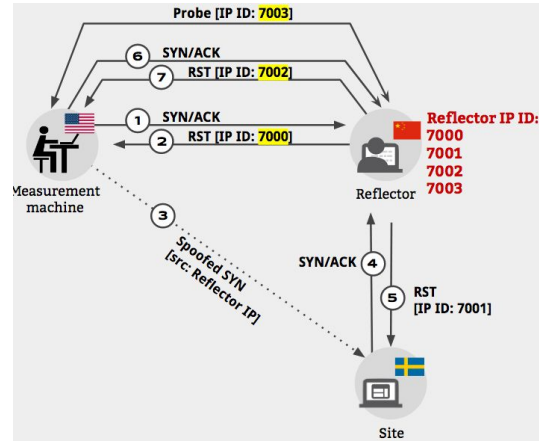 Probe [IP ID: 7003]
6 SYN/ACK
7 RST [IP ID: 7002]
1 SYN/ACK
2 RST [IP ID: 7000]
Reflector IP ID:
7000
7001
7002
7003
Measurement
machine
Reflector
3
Spoofed SYN
[src: Reflector IP]
SYN/ACK 4
5 RST
[IP ID: 7001]
Site